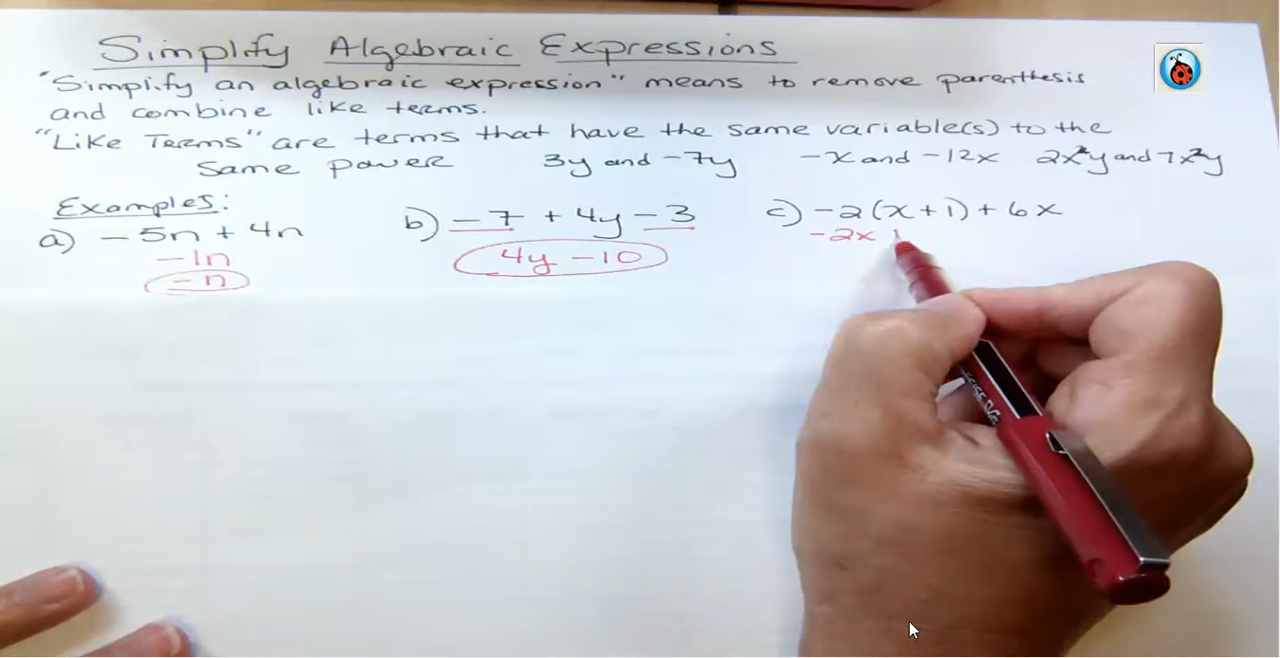 Simplify Algebraic Expressions
"Simplify an algebraic expression" means to remove parenthesis
and combine like terms.
"Like Terms" are terms that have the same variable(s) to the
same power 3y and -7y -x and -12x 2x²y and 7x²y
Examples:
a) -5n + 4n b) -7 + 4y - 3 c) -2(x+1) + 6x
-1n 4y - 10 -2x
-n